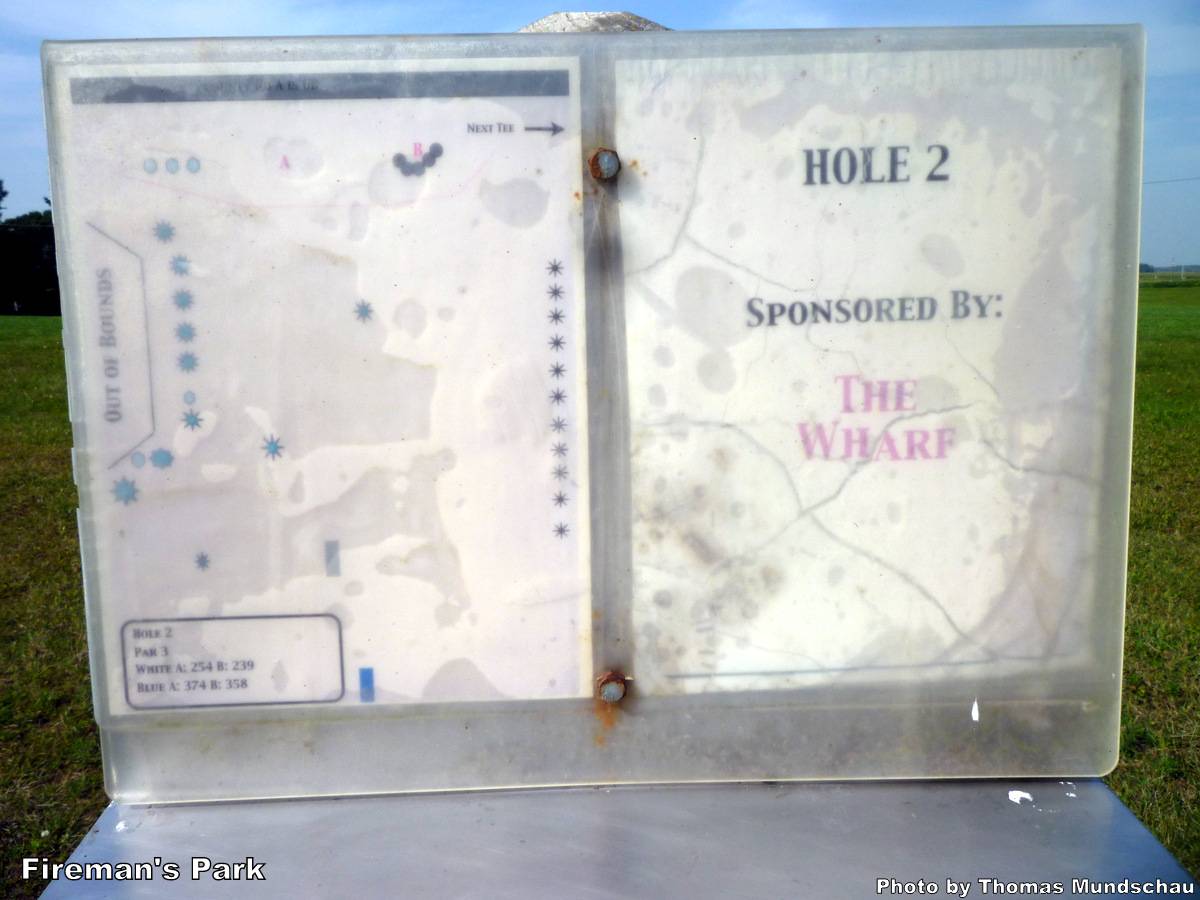 NEXT TEE
A
B
OUT OF BOUNDS
HOLE 2
PAR 3
WHITE A: 254 B: 239
BLUE A: 374 B: 358
HOLE 2
SPONSORED BY:
THE
WHARF
Fireman's Park
Photo by Thomas Mundschau